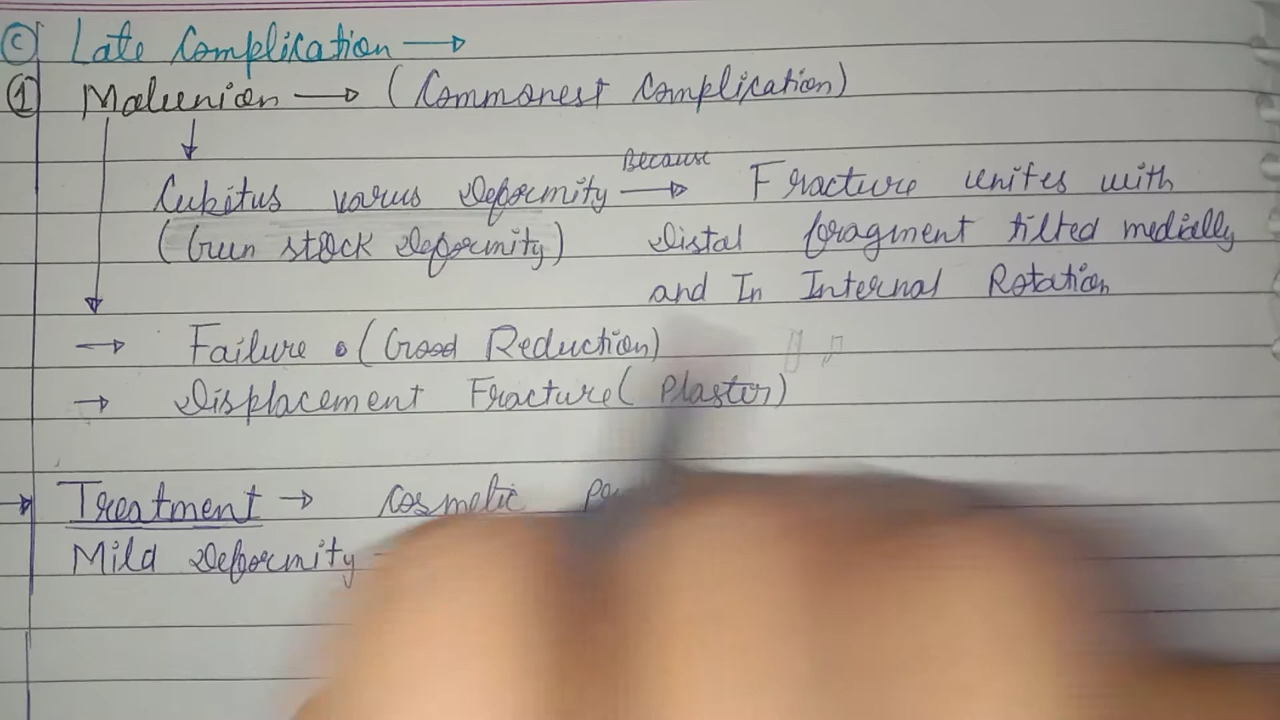 C Late Complication →
1 Malunion → (Commonest Complication)
Because
Cubitus varus Deformity → Fracture unites with
(Gun stock Deformity) Distal fragment tilted medially
and In Internal Rotation
→ Failure (Good Reduction)
→ Displacement Fracture (Plaster)
→ Treatment → Cosmetic
Mild Deformity